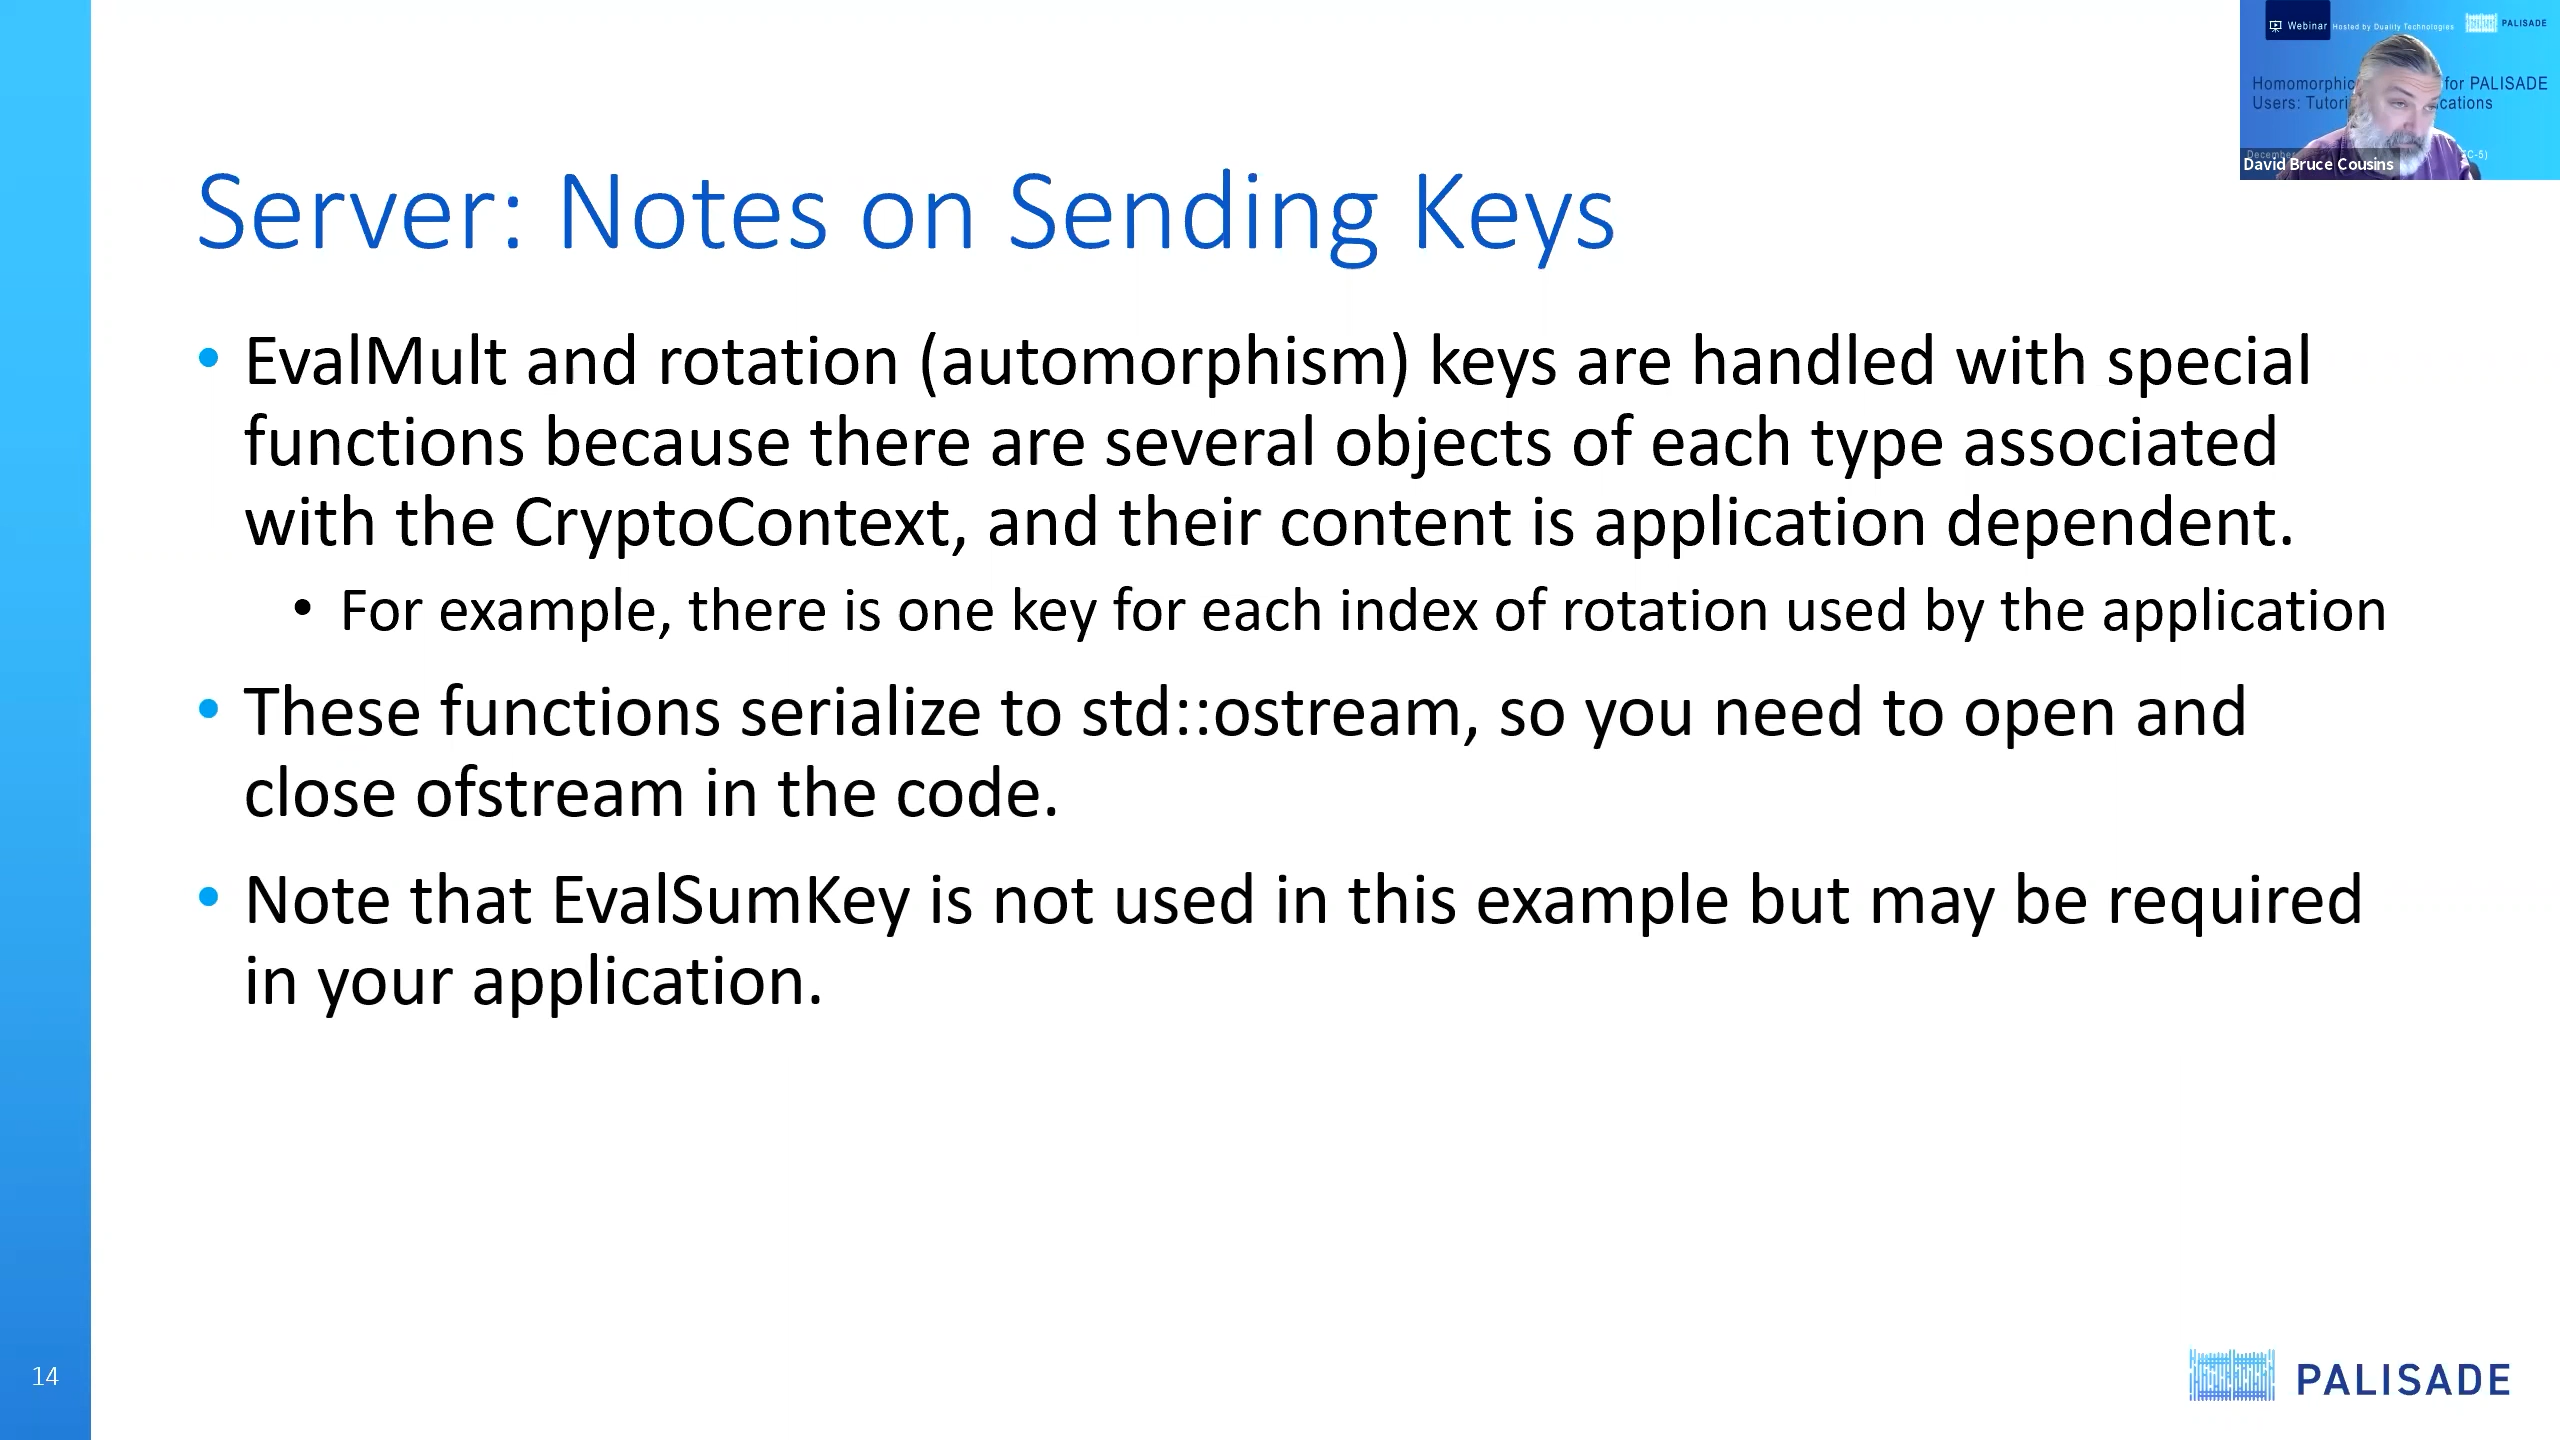 Webinar Hosted by Duality Technologies PALISADE
Homomorphic for PALISADE
Users: cations
David Bruce Cousins
Server: Notes on Sending Keys
• EvalMult and rotation (automorphism) keys are handled with special
functions because there are several objects of each type associated
with the CryptoContext, and their content is application dependent.
• For example, there is one key for each index of rotation used by the application
• These functions serialize to std::ostream, so you need to open and
close ofstream in the code.
• Note that EvalSumKey is not used in this example but may be required
in your application.
14
PALISADE